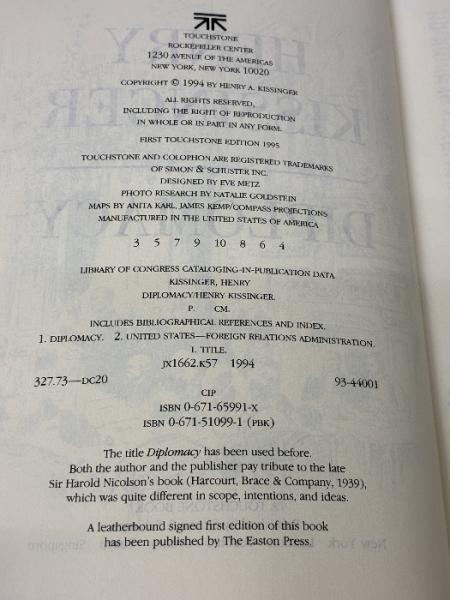 TOUCHSTONE
ROCKEFELLER CENTER
1230 AVENUE OF THE AMERICAS
NEW YORK, NEW YORK 10020
COPYRIGHT © 1994 BY HENRY A. KISSINGER
ALL RIGHTS RESERVED,
INCLUDING THE RIGHT OF REPRODUCTION
IN WHOLE OR IN PART IN ANY FORM.
FIRST TOUCHSTONE EDITION 1995
TOUCHSTONE AND COLOPHON ARE REGISTERED TRADEMARKS
OF SIMON & SCHUSTER INC.
DESIGNED BY EVE METZ
PHOTO RESEARCH BY NATALIE GOLDSTEIN
MAPS BY ANITA KARL, JAMES KEMP/COMPASS PROJECTIONS
MANUFACTURED IN THE UNITED STATES OF AMERICA
3 5 7 9 10 8 6 4
LIBRARY OF CONGRESS CATALOGING-IN-PUBLICATION DATA
KISSINGER, HENRY
DIPLOMACY/HENRY KISSINGER.
P. CM.
INCLUDES BIBLIOGRAPHICAL REFERENCES AND INDEX.
1. DIPLOMACY. 2. UNITED STATES—FOREIGN RELATIONS ADMINISTRATION.
I. TITLE.
JX1662.K57 1994
327.73—DC20 93-44001
CIP
ISBN 0-671-65991-X
ISBN 0-671-51099-1 (PBK)
The title Diplomacy has been used before.
Both the author and the publisher pay tribute to the late
Sir Harold Nicolson's book (Harcourt, Brace & Company, 1939),
which was quite different in scope, intentions, and ideas.
A leatherbound signed first edition of this book
has been published by The Easton Press.